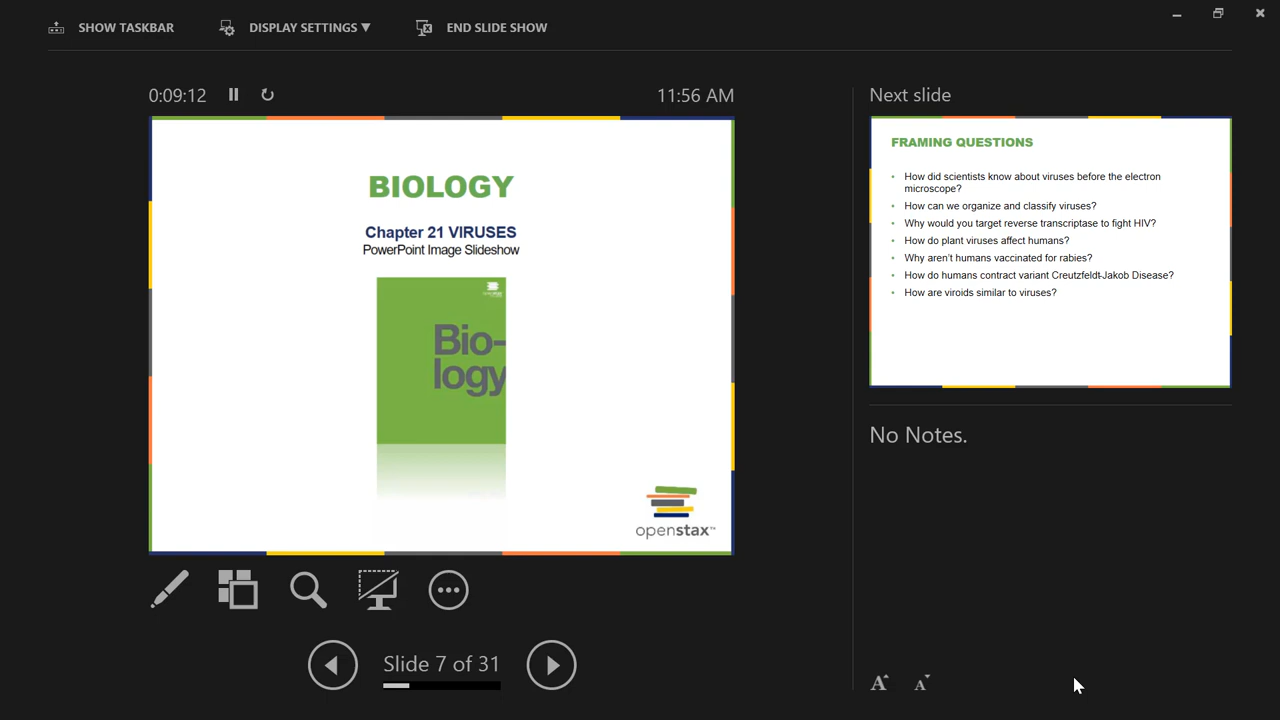 SHOW TASKBAR
DISPLAY SETTINGS ▼
END SLIDE SHOW
0:09:12
11:56 AM
BIOLOGY
Chapter 21 VIRUSES
PowerPoint Image Slideshow
Bio-
logy
openstax™
Slide 7 of 31
Next slide
FRAMING QUESTIONS
• How did scientists know about viruses before the electron
microscope?
• How can we organize and classify viruses?
• Why would you target reverse transcriptase to fight HIV?
• How do plant viruses affect humans?
• Why aren't humans vaccinated for rabies?
• How do humans contract variant Creutzfeldt-Jakob Disease?
• How are viroids similar to viruses?
No Notes.
A A